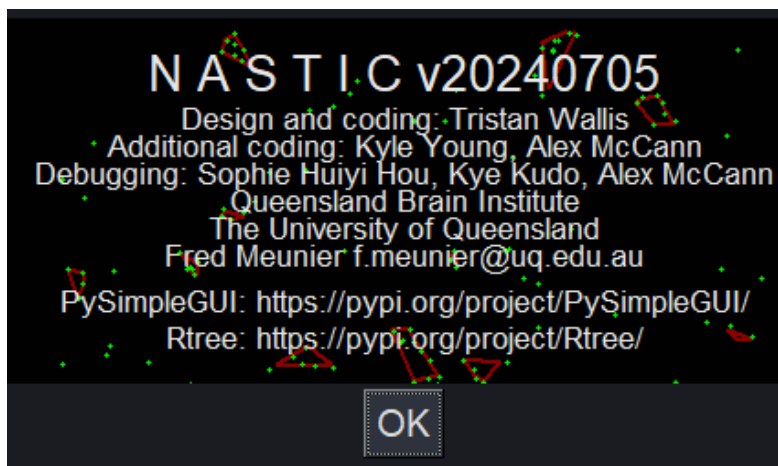 N A S T I C v20240705
Design and coding: Tristan Wallis
Additional coding: Kyle Young, Alex McCann
Debugging: Sophie Huiyi Hou, Kye Kudo, Alex McCann
Queensland Brain Institute
The University of Queensland
Fred Meunier f.meunier@uq.edu.au
PySimpleGUI: https://pypi.org/project/PySimpleGUI/
Rtree: https://pypi.org/project/Rtree/
OK